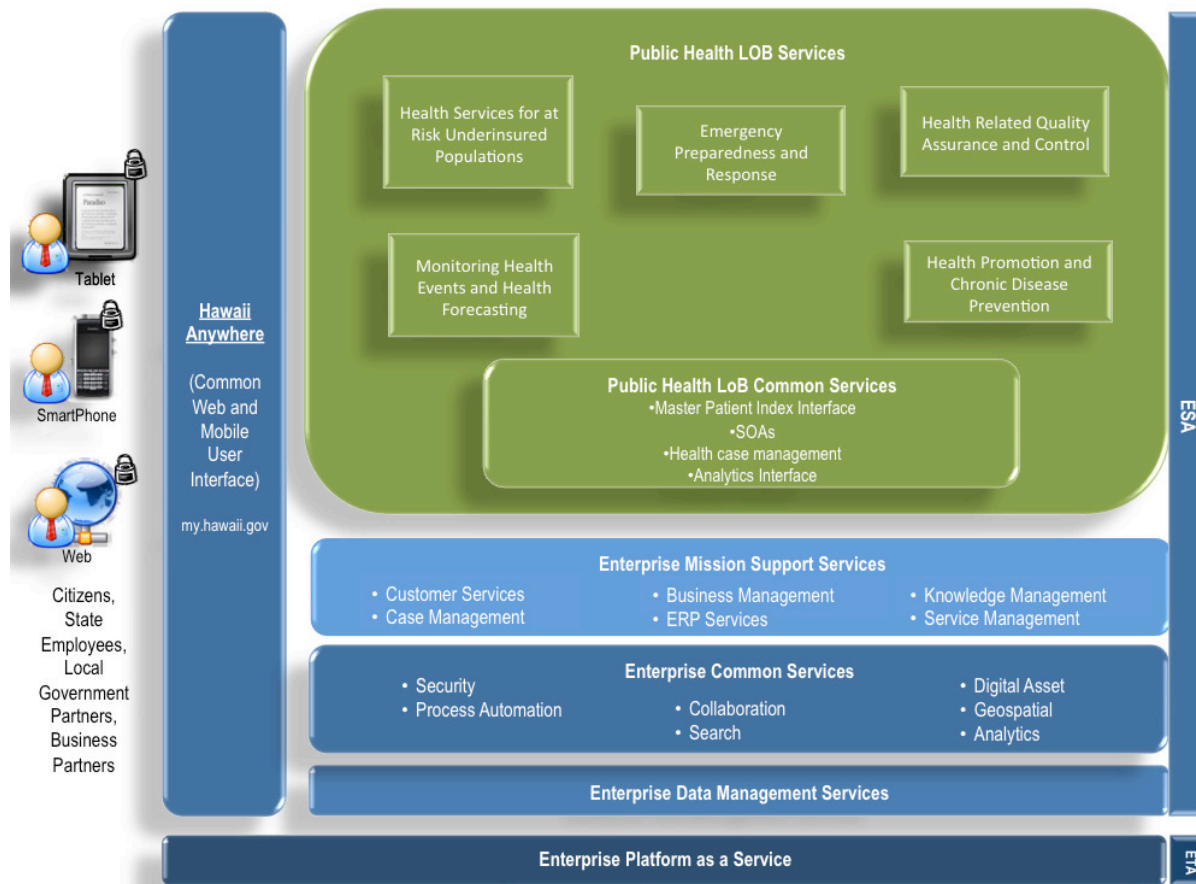 Public Health LOB Services
Health Services for at
Risk Underinsured
Populations
Emergency
Preparedness and
Response
Health Related Quality
Assurance and Control
Monitoring Health
Events and Health
Forecasting
Health Promotion and
Chronic Disease
Prevention
Public Health LoB Common Services
•Master Patient Index Interface
•SOAs
•Health case management
•Analytics Interface
Tablet
SmartPhone
Web
Citizens,
State
Employees,
Local
Government
Partners,
Business
Partners
Hawaii
Anywhere
(Common
Web and
Mobile
User
Interface)
my.hawaii.gov
Enterprise Mission Support Services
• Customer Services
• Case Management
• Business Management
• ERP Services
• Knowledge Management
• Service Management
Enterprise Common Services
• Security
• Process Automation
• Collaboration
• Search
• Digital Asset
• Geospatial
• Analytics
Enterprise Data Management Services
Enterprise Platform as a Service
ESA
ETA